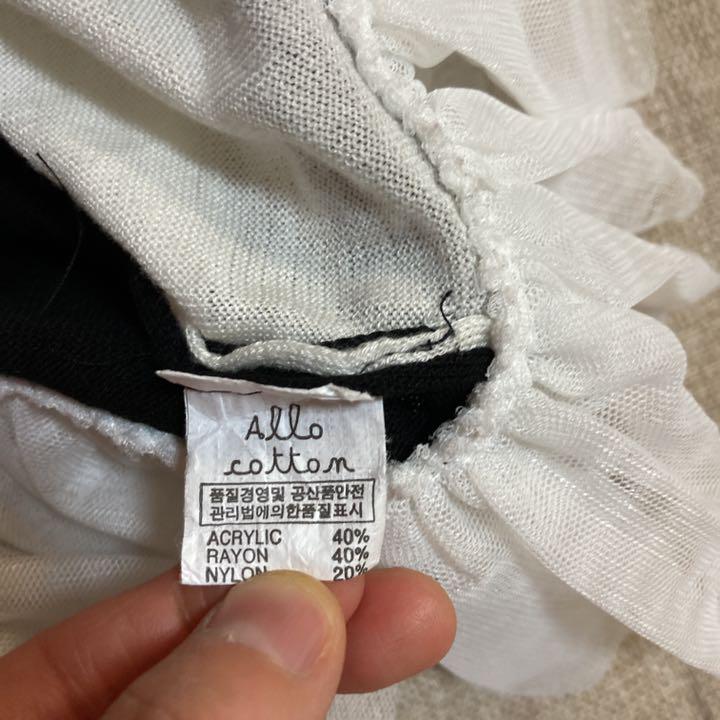 Allo
cotton
품질경영및 공산품안전
관리법에의한품질표시
ACRYLIC 40%
RAYON 40%
NYLON 20%